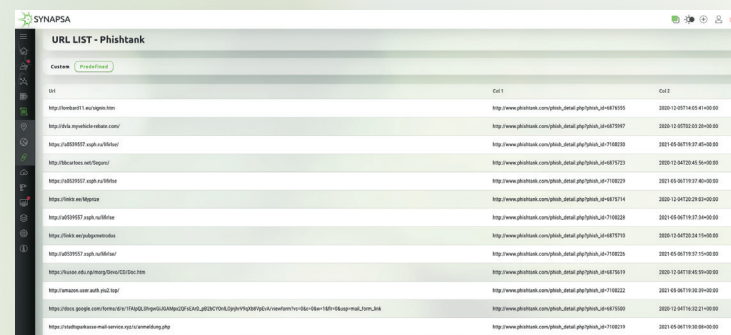 SYNAPSA
URL LIST - Phishtank
Custom Predefined
Url Col 1 Col 2
http://lombard11.eu/signin.htm http://www.phishtank.com/phish_detail.php?phish_id=6876555 2020-12-05T14:05:41+00:00
http://dvla.myvehicle-rebate.com/ http://www.phishtank.com/phish_detail.php?phish_id=6875997 2020-12-05T02:03:28+00:00
https://a0539557.xsph.ru/lifirlse/ http://www.phishtank.com/phish_detail.php?phish_id=7108230 2021-05-06T19:37:45+00:00
http://bbcartoes.net/Seguro/ http://www.phishtank.com/phish_detail.php?phish_id=6875723 2020-12-04T20:45:56+00:00
https://a0539557.xsph.ru/lifirlse http://www.phishtank.com/phish_detail.php?phish_id=7108229 2021-05-06T19:37:40+00:00
https://linktr.ee/Myprize http://www.phishtank.com/phish_detail.php?phish_id=6875714 2020-12-04T20:29:03+00:00
http://a0539557.xsph.ru/lifirlse http://www.phishtank.com/phish_detail.php?phish_id=7108228 2021-05-06T19:37:34+00:00
https://linktr.ee/pubgxmetrodus http://www.phishtank.com/phish_detail.php?phish_id=6875710 2020-12-04T20:24:15+00:00
http://a0539557.xsph.ru/lifirlse/ http://www.phishtank.com/phish_detail.php?phish_id=7108226 2021-05-06T19:37:15+00:00
https://kusoe.edu.np/morg/Dinvo/CD/Doc.htm http://www.phishtank.com/phish_detail.php?phish_id=6875619 2020-12-04T18:45:59+00:00
http://amazon.user.auth.yiu2.top/ http://www.phishtank.com/phish_detail.php?phish_id=7108222 2021-05-06T19:30:39+00:00
http://www.phishtank.com/phish_detail.php?phish_id=6875500 2020-12-04T16:32:21+00:00
https://stadtsparkasse-mail-service.xyz/s/anmeldung.php http://www.phishtank.com/phish_detail.php?phish_id=7108219 2021-05-06T19:30:08+00:00